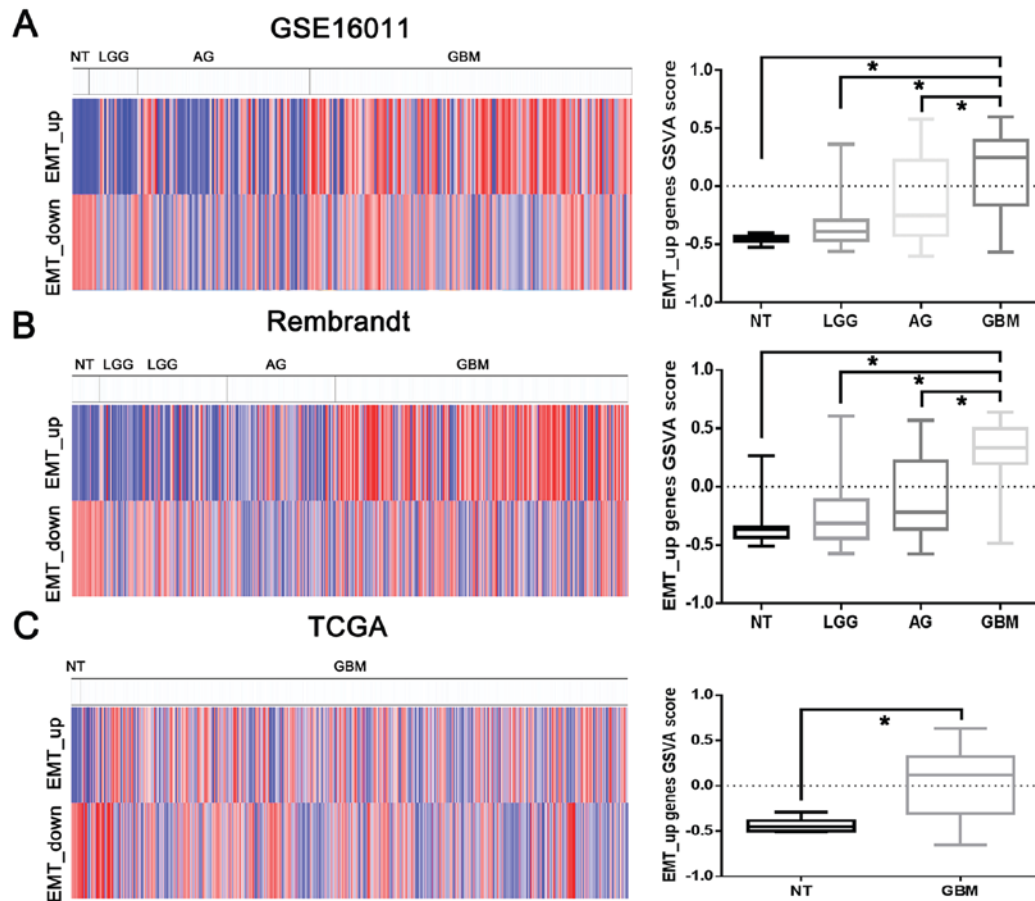 A
GSE16011
NT LGG AG GBM
EMT_up
EMT_down
EMT_up genes GSVA score
1.0
0.5
0.0
-0.5
-1.0
*
*
*
NT LGG AG GBM
B
Rembrandt
NT LGG LGG AG GBM
EMT_up
EMT_down
EMT_up genes GSVA score
1.0
0.5
0.0
-0.5
-1.0
*
*
*
NT LGG AG GBM
C
TCGA
NT GBM
EMT_up
EMT_down
EMT_up genes GSVA score
1.0
0.5
0.0
-0.5
-1.0
*
NT GBM